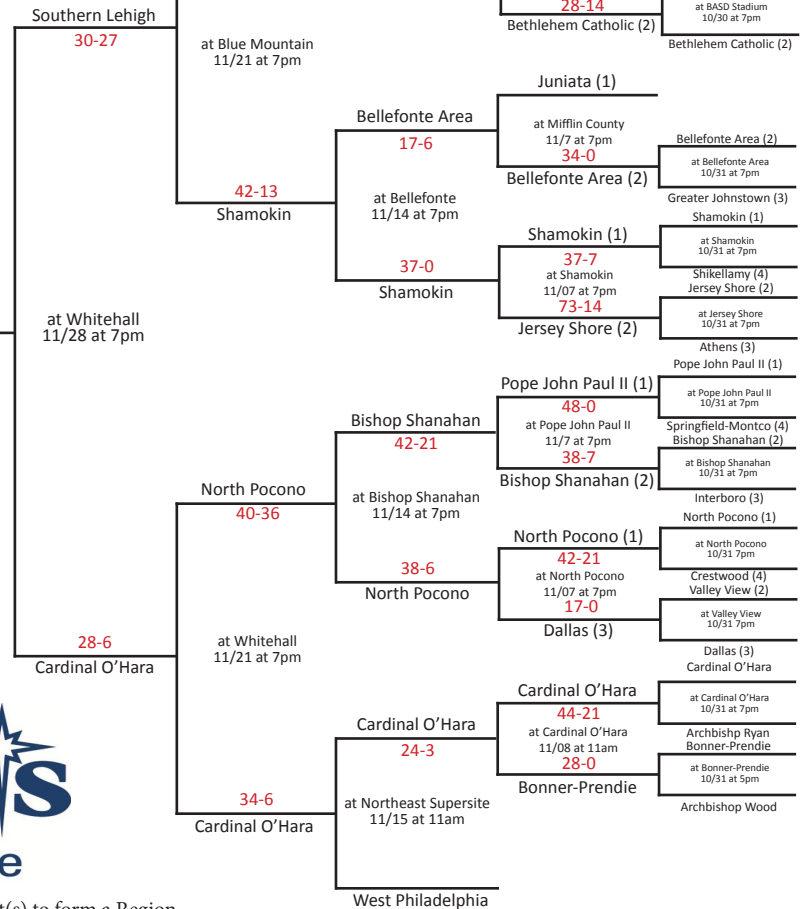 Southern Lehigh
30-27
at Blue Mountain
11/21 at 7pm
28-14
Bethlehem Catholic (2)
at BASD Stadium
10/30 at 7pm
Bethlehem Catholic (2)
Juniata (1)
Bellefonte Area
17-6
at Mifflin County
11/7 at 7pm
34-0
Bellefonte Area (2)
Bellefonte Area (2)
at Bellefonte Area
10/31 at 7pm
Greater Johnstown (3)
42-13
Shamokin
at Bellefonte
11/14 at 7pm
Shamokin (1)
at Shamokin
10/31 at 7pm
Shikellamy (4)
Shamokin (1)
37-7
at Shamokin
11/07 at 7pm
73-14
Jersey Shore (2)
37-0
Shamokin
Jersey Shore (2)
at Jersey Shore
10/31 at 7pm
Athens (3)
at Whitehall
11/28 at 7pm
Pope John Paul II (1)
at Pope John Paul II
10/31 at 7pm
Springfield-Montco (4)
Pope John Paul II (1)
48-0
at Pope John Paul II
11/7 at 7pm
38-7
Bishop Shanahan (2)
Bishop Shanahan
42-21
Bishop Shanahan (2)
at Bishop Shanahan
10/31 at 7pm
Interboro (3)
North Pocono
40-36
at Bishop Shanahan
11/14 at 7pm
North Pocono (1)
at North Pocono
10/31 7pm
Crestwood (4)
North Pocono (1)
42-21
at North Pocono
11/07 at 7pm
17-0
Dallas (3)
38-6
North Pocono
Valley View (2)
at Valley View
10/31 7pm
Dallas (3)
28-6
Cardinal O’Hara
at Whitehall
11/21 at 7pm
Cardinal O’Hara
at Cardinal O’Hara
10/31 at 7pm
Archbishp Ryan
Cardinal O’Hara
44-21
at Cardinal O’Hara
11/08 at 11am
28-0
Bonner-Prendie
Cardinal O’Hara
24-3
Bonner-Prendie
at Bonner-Prendie
10/31 at 5pm
Archbishop Wood
34-6
Cardinal O’Hara
at Northeast Supersite
11/15 at 11am
West Philadelphia
s
e
t(s) to form a Region